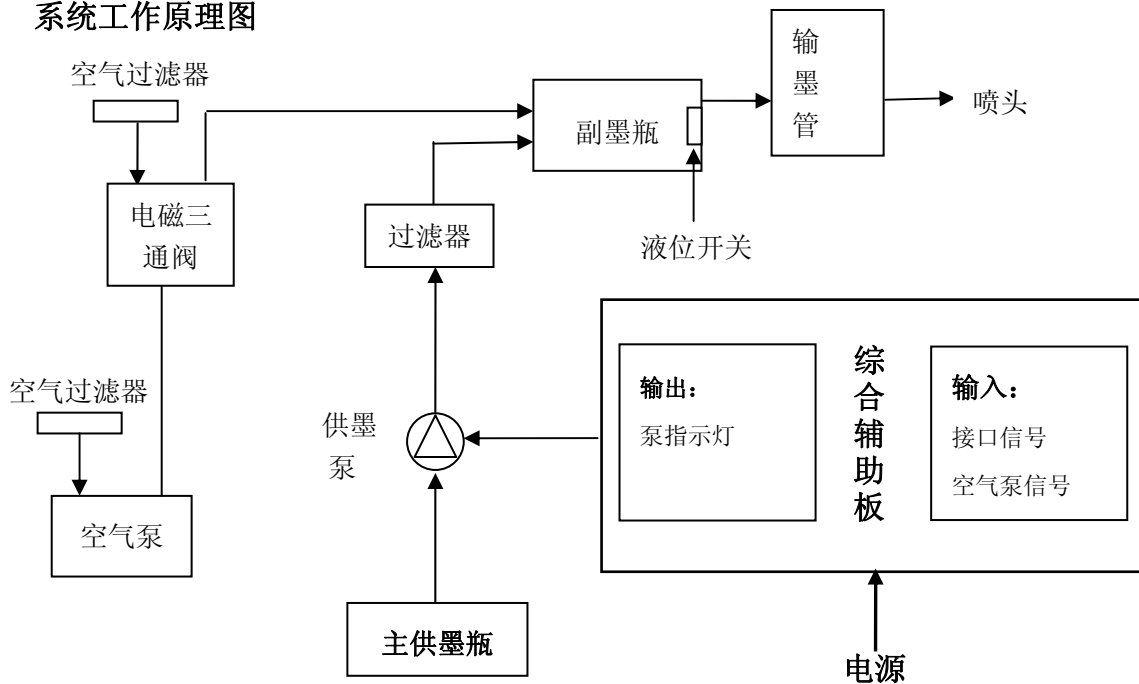 系统工作原理图
空气过滤器
电磁三
通阀
空气过滤器
空气泵
副墨瓶
输
墨
管
喷头
过滤器
液位开关
供墨
泵
主供墨瓶
输出：
泵指示灯
综
合
辅
助
板
输入：
接口信号
空气泵信号
电源